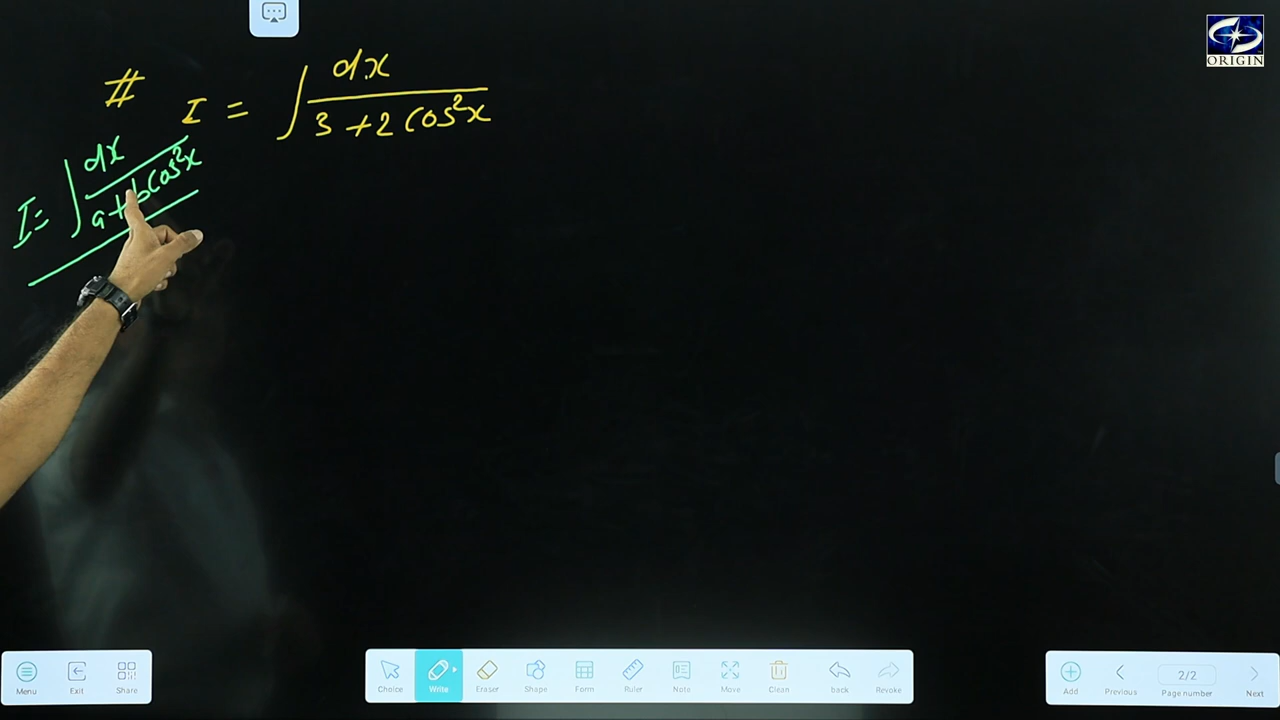 # I = ∫ dx / (3 + 2 cos²x)
I = ∫ dx / (a + b cos²x)
ORIGIN
Menu
Exit
Share
Choice
Write
Eraser
Shape
Form
Ruler
Note
Move
Clean
back
Revoke
Add
Previous
2/2
Page number
Next